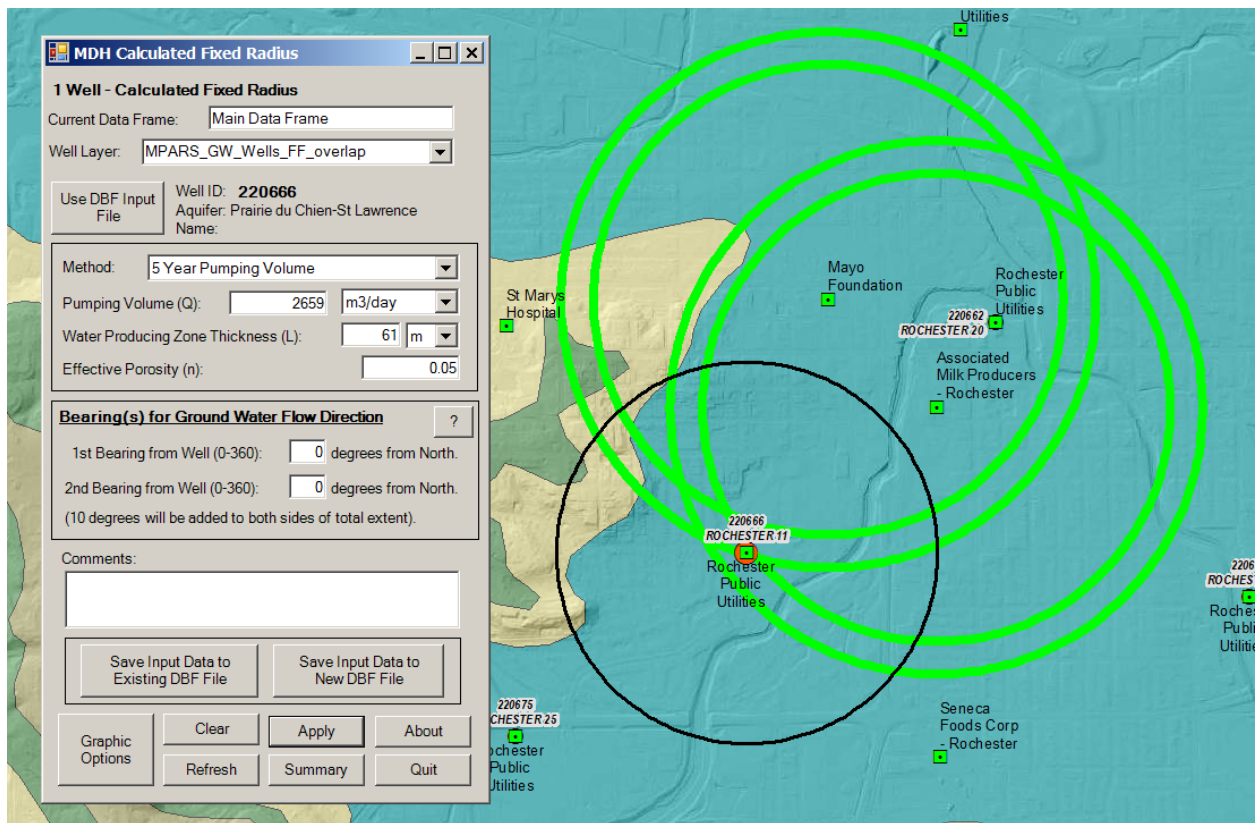 MDH Calculated Fixed Radius
1 Well - Calculated Fixed Radius
Current Data Frame: Main Data Frame
Well Layer: MPARS_GW_Wells_FF_overlap
Use DBF Input
File
Well ID: 220666
Aquifer: Prairie du Chien-St Lawrence
Name:
Method: 5 Year Pumping Volume
Pumping Volume (Q): 2659 m3/day
Water Producing Zone Thickness (L): 61 m
Effective Porosity (n): 0.05
Bearing(s) for Ground Water Flow Direction
?
1st Bearing from Well (0-360): 0 degrees from North.
2nd Bearing from Well (0-360): 0 degrees from North.
(10 degrees will be added to both sides of total extent).
Comments:
Save Input Data to
Existing DBF File
Save Input Data to
New DBF File
Graphic
Options
Clear
Apply
About
Refresh
Summary
Quit
Utilities
St Marys
Hospital
Mayo
Foundation
Rochester
Public
Utilities
220662
ROCHESTER 20
Associated
Milk Producers
- Rochester
220666
ROCHESTER 11
Rochester
Public
Utilities
2206
ROCHEST
Roches
Publi
Utilitie
220675
CHESTER 25
ochester
Public
Utilities
Seneca
Foods Corp
- Rochester